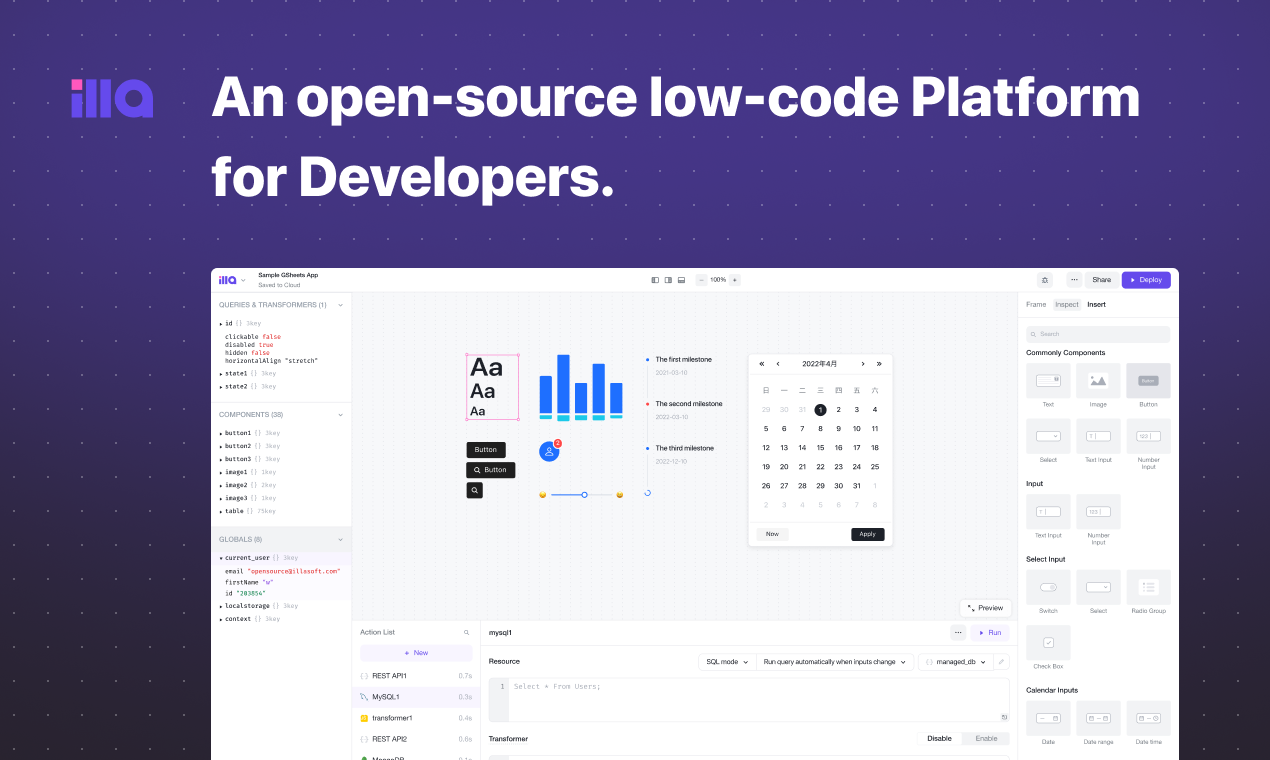 illa
An open-source low-code Platform
for Developers.
illa
Sample GSheets App
Saved to Cloud
100%
Share
Deploy
QUERIES & TRANSFORMERS (1)
id {} 3key
clickable false
disabled true
hidden false
horizontalAlign "stretch"
state1 {} 3key
state2 {} 3key
COMPONENTS (38)
button1 {} 3key
button2 {} 3key
button3 {} 3key
image1 {} 1key
image2 {} 2key
image3 {} 1key
table {} 75key
GLOBALS (8)
current_user {} 3key
email "opensource@illasoft.com"
firstName "w"
id "203854"
localstorage {} 3key
context {} 3key
Aa
Aa
Aa
Button
Button
2
The first milestone
2021-03-10
The second milestone
2022-03-10
The third milestone
2022-12-10
« ‹ 2022年4月 › »
日 一 二 三 四 五 六
29 30 31 1 2 3 4
5 6 7 8 9 10 11
12 13 14 15 16 17 18
19 20 21 22 23 24 25
26 27 28 29 30 31 1
2 3 4 5 6 7 8
Now
Apply
Preview
Action List
+ New
REST API1 0.7s
MySQL1 0.3s
transformer1 0.4s
REST API2 0.6s
MongoDB
mysql1
Run
Resource
SQL mode
Run query automatically when inputs change
managed_db
1 Select * From Users;
Transformer
Disable
Enable
Frame
Inspect
Insert
Search
Commonly Components
Text
Image
Button
Button
Select
T
Text Input
123
Number
Input
Input
T
Text Input
123
Number
Input
Select Input
Switch
Select
Radio Group
Check Box
Calendar Inputs
Date
Date range
Date time